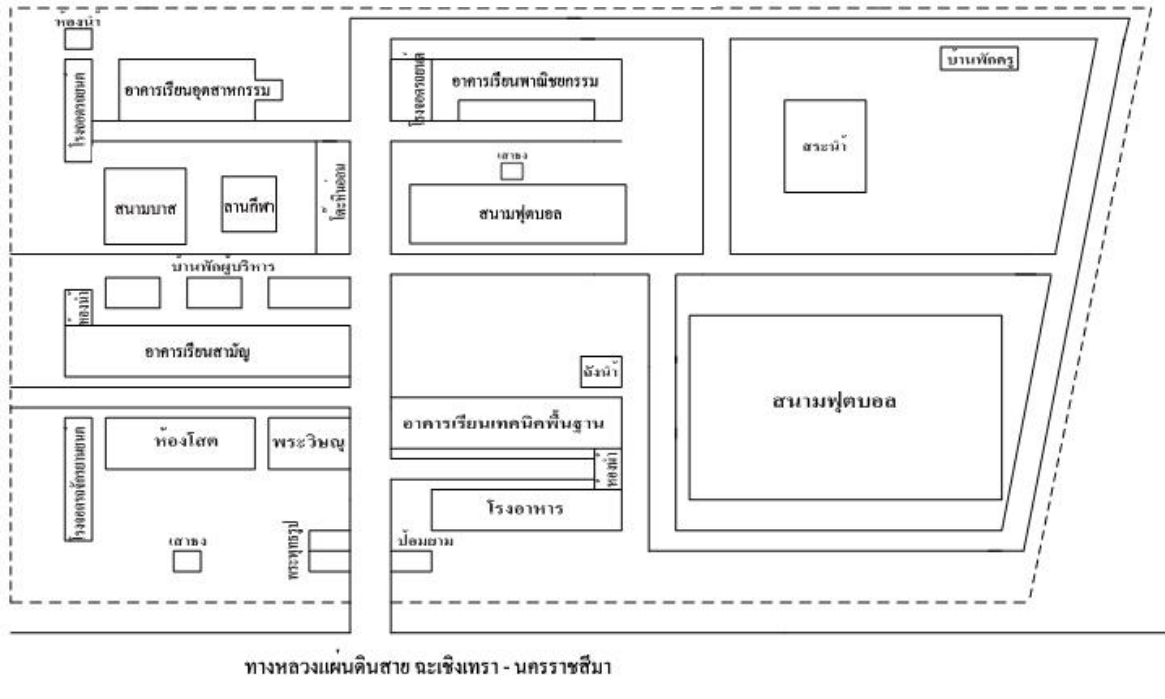 ห้องน้ำ
โรงจอดรถยนต์
อาคารเรียนอุตสาหกรรม
โรงจอดรถยนต์
อาคารเรียนพาณิชยกรรม
บ้านพักครู
สระน้ำ
สนามบาส
ลานกีฬา
โต๊ะหินอ่อน
เสาธง
สนามฟุตบอล
บ้านพักผู้บริหาร
ห้องน้ำ
อาคารเรียนสามัญ
ถังน้ำ
สนามฟุตบอล
โรงจอดรถจักรยานยนต์
ห้องโสต
พระวิษณุ
อาคารเรียนเทคนิคพื้นฐาน
ห้องน้ำ
โรงอาหาร
เสาธง
พระพุทธรูป
ป้อมยาม
ทางหลวงแผ่นดินสาย ฉะเชิงเทรา - นครราชสีมา